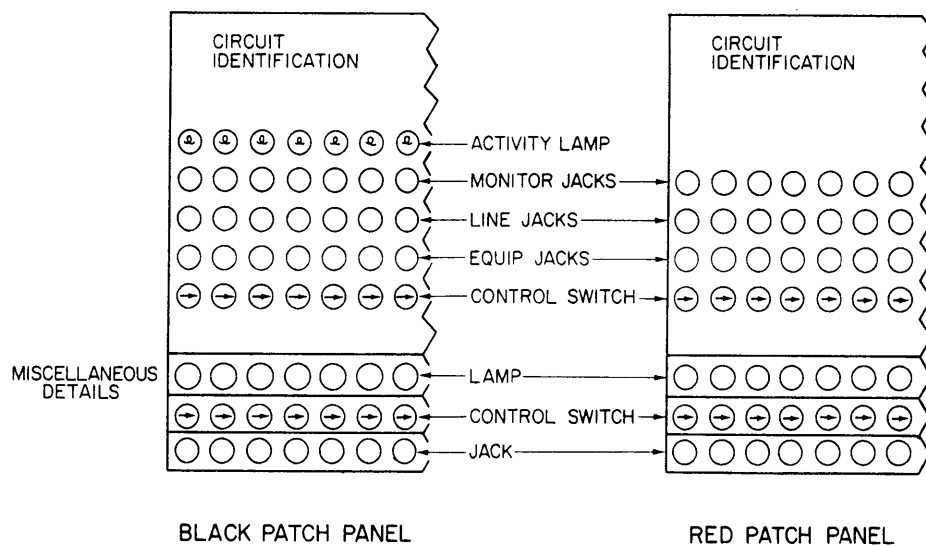 CIRCUIT
IDENTIFICATION
CIRCUIT
IDENTIFICATION
ACTIVITY LAMP
MONITOR JACKS
LINE JACKS
EQUIP JACKS
CONTROL SWITCH
MISCELLANEOUS
DETAILS
LAMP
CONTROL SWITCH
JACK
BLACK PATCH PANEL
RED PATCH PANEL